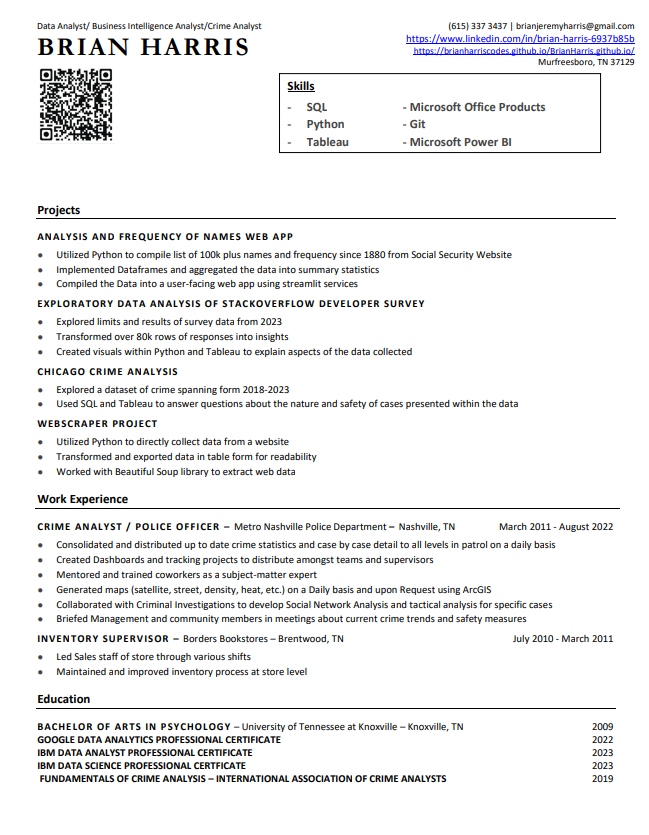 Data Analyst/ Business Intelligence Analyst/Crime Analyst
BRIAN HARRIS
(615) 337 3437 | brianjeremyharris@gmail.com
https://www.linkedin.com/in/brian-harris-6937b85b
https://brianharriscodes.github.io/BrianHarris.github.io/
Murfreesboro, TN 37129
Skills
- SQL - Microsoft Office Products
- Python - Git
- Tableau - Microsoft Power BI
Projects
ANALYSIS AND FREQUENCY OF NAMES WEB APP
● Utilized Python to compile list of 100k plus names and frequency since 1880 from Social Security Website
● Implemented Dataframes and aggregated the data into summary statistics
● Compiled the Data into a user-facing web app using streamlit services
EXPLORATORY DATA ANALYSIS OF STACKOVERFLOW DEVELOPER SURVEY
● Explored limits and results of survey data from 2023
● Transformed over 80k rows of responses into insights
● Created visuals within Python and Tableau to explain aspects of the data collected
CHICAGO CRIME ANALYSIS
● Explored a dataset of crime spanning form 2018-2023
● Used SQL and Tableau to answer questions about the nature and safety of cases presented within the data
WEBSCRAPER PROJECT
● Utilized Python to directly collect data from a website
● Transformed and exported data in table form for readability
● Worked with Beautiful Soup library to extract web data
Work Experience
CRIME ANALYST / POLICE OFFICER – Metro Nashville Police Department – Nashville, TN March 2011 - August 2022
● Consolidated and distributed up to date crime statistics and case by case detail to all levels in patrol on a daily basis
● Created Dashboards and tracking projects to distribute amongst teams and supervisors
● Mentored and trained coworkers as a subject-matter expert
● Generated maps (satellite, street, density, heat, etc.) on a Daily basis and upon Request using ArcGIS
● Collaborated with Criminal Investigations to develop Social Network Analysis and tactical analysis for specific cases
● Briefed Management and community members in meetings about current crime trends and safety measures
INVENTORY SUPERVISOR – Borders Bookstores – Brentwood, TN July 2010 - March 2011
● Led Sales staff of store through various shifts
● Maintained and improved inventory process at store level
Education
BACHELOR OF ARTS IN PSYCHOLOGY – University of Tennessee at Knoxville – Knoxville, TN 2009
GOOGLE DATA ANALYTICS PROFESSIONAL CERTIFICATE 2022
IBM DATA ANALYST PROFESSIONAL CERTIFICATE 2023
IBM DATA SCIENCE PROFESSIONAL CERTIFICATE 2023
FUNDAMENTALS OF CRIME ANALYSIS – INTERNATIONAL ASSOCIATION OF CRIME ANALYSTS 2019